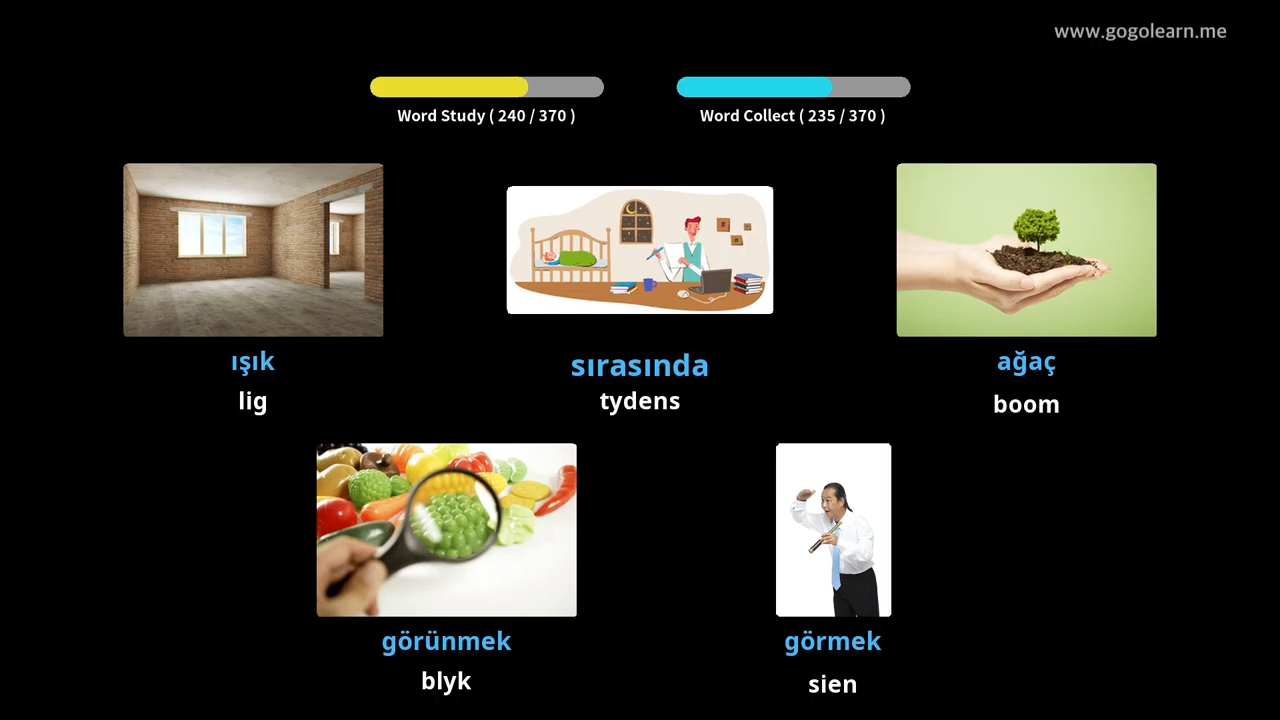 www.gogolearn.me
Word Study ( 240 / 370 )
Word Collect ( 235 / 370 )
ışık
lig
sırasında
tydens
ağaç
boom
görünmek
blyk
görmek
sien